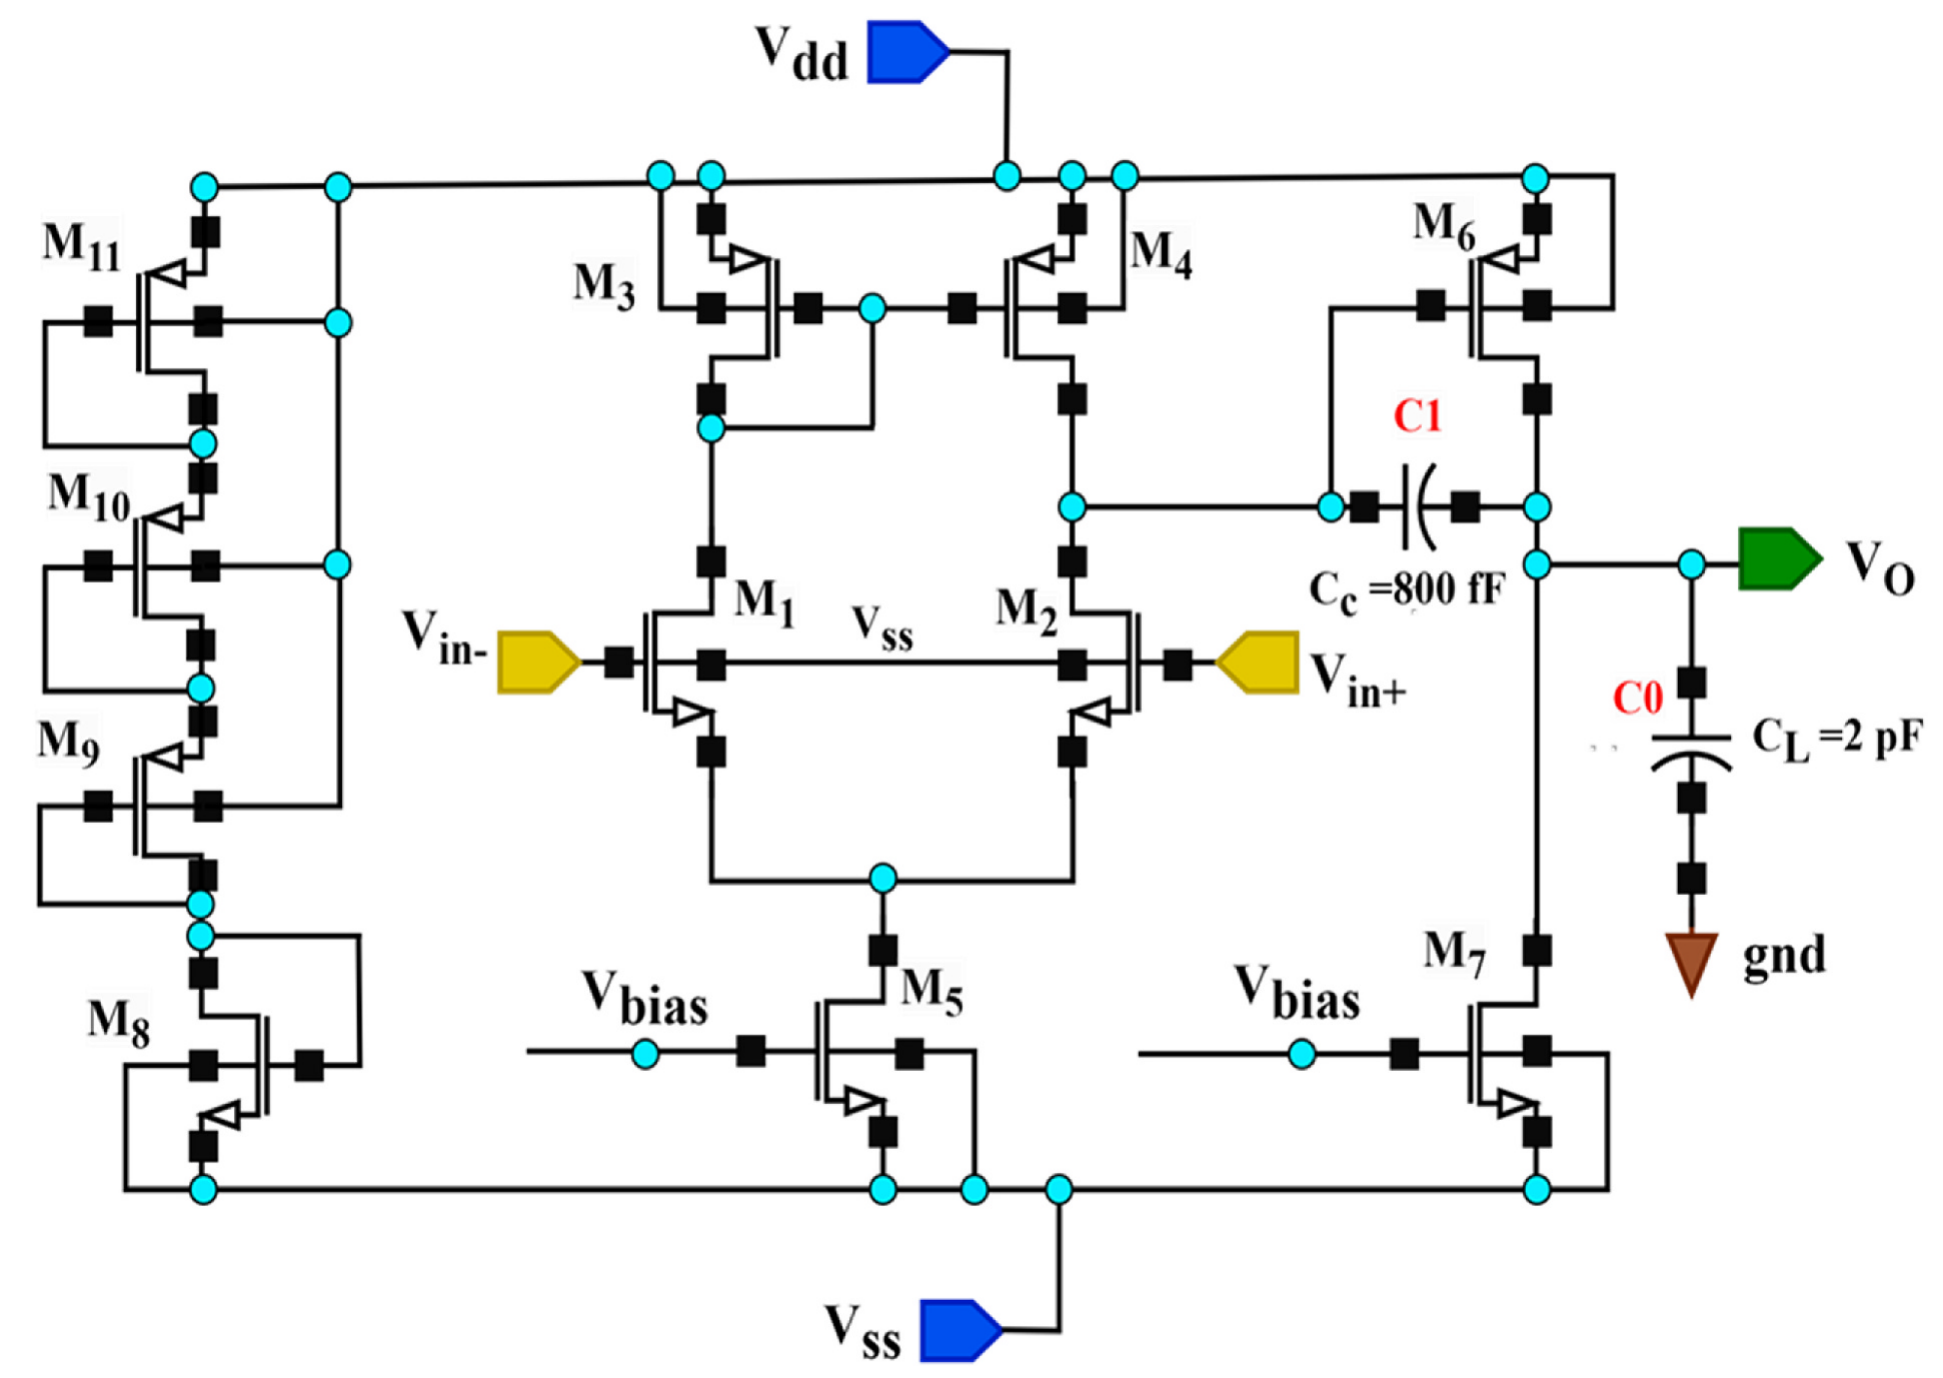 Vdd
M11
M6
M3
M4
C1
M10
Cc =800 fF
VO
M1
Vss
M2
Vin-
Vin+
C0
CL =2 pF
M9
M7
gnd
Vbias
M5
Vbias
M8
Vss